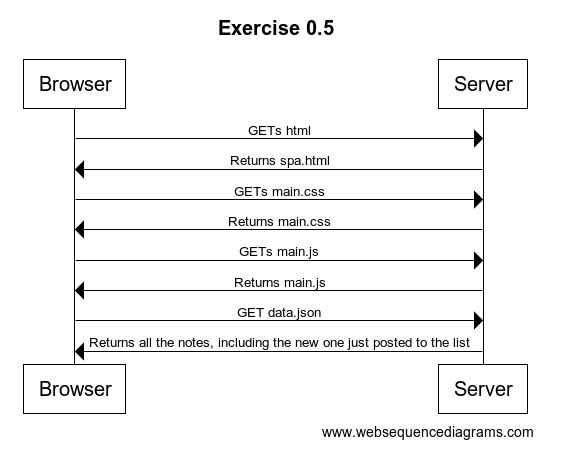 Exercise 0.5
Browser Server
GETs html
Returns spa.html
GETs main.css
Returns main.css
GETs main.js
Returns main.js
GET data.json
Returns all the notes, including the new one just posted to the list
Browser Server
www.websequencediagrams.com